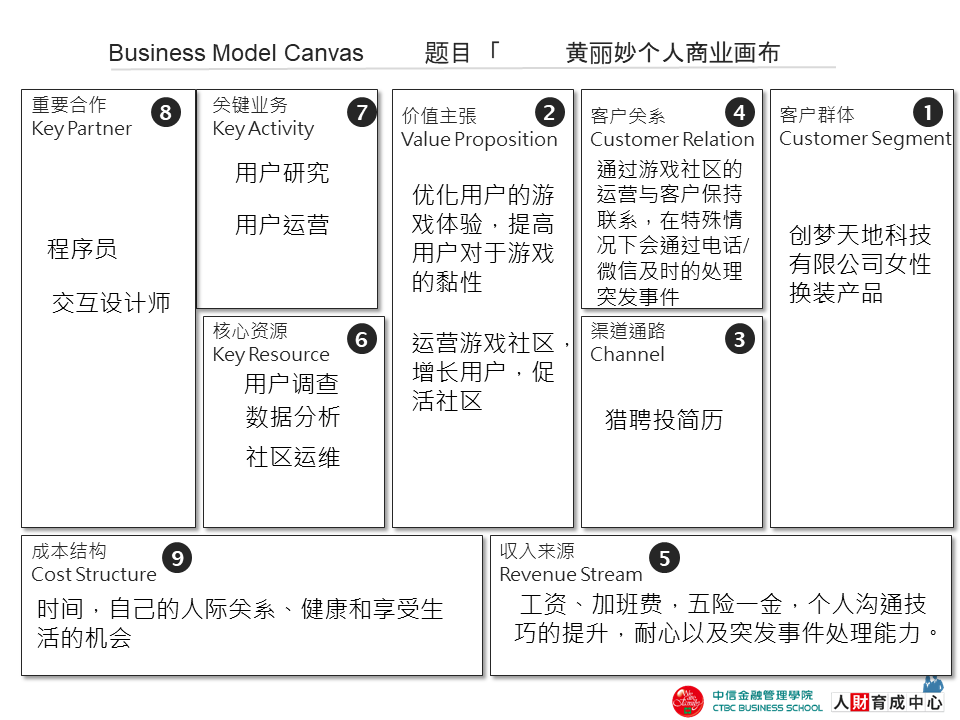 Business Model Canvas 题目「 黄丽妙个人商业画布
重要合作
Key Partner
8
程序员
交互设计师
关键业务
Key Activity
7
用户研究
用户运营
核心资源
Key Resource
6
用户调查
数据分析
社区运维
价值主張
Value Proposition
2
优化用户的游
戏体验，提高
用户对于游戏
的黏性
运营游戏社区，
增长用户，促
活社区
客户关系
Customer Relation
4
通过游戏社区的
运营与客户保持
联系，在特殊情
况下会通过电话/
微信及时的处理
突发事件
渠道通路
Channel
3
猎聘投简历
客户群体
Customer Segment
1
创梦天地科技
有限公司女性
换装产品
成本结构
Cost Structure
9
时间，自己的人际关系、健康和享受生
活的机会
収入来源
Revenue Stream
5
工资、加班费，五险一金，个人沟通技
巧的提升，耐心以及突发事件处理能力。
中信金融管理學院
CTBC BUSINESS SCHOOL
人財育成中心